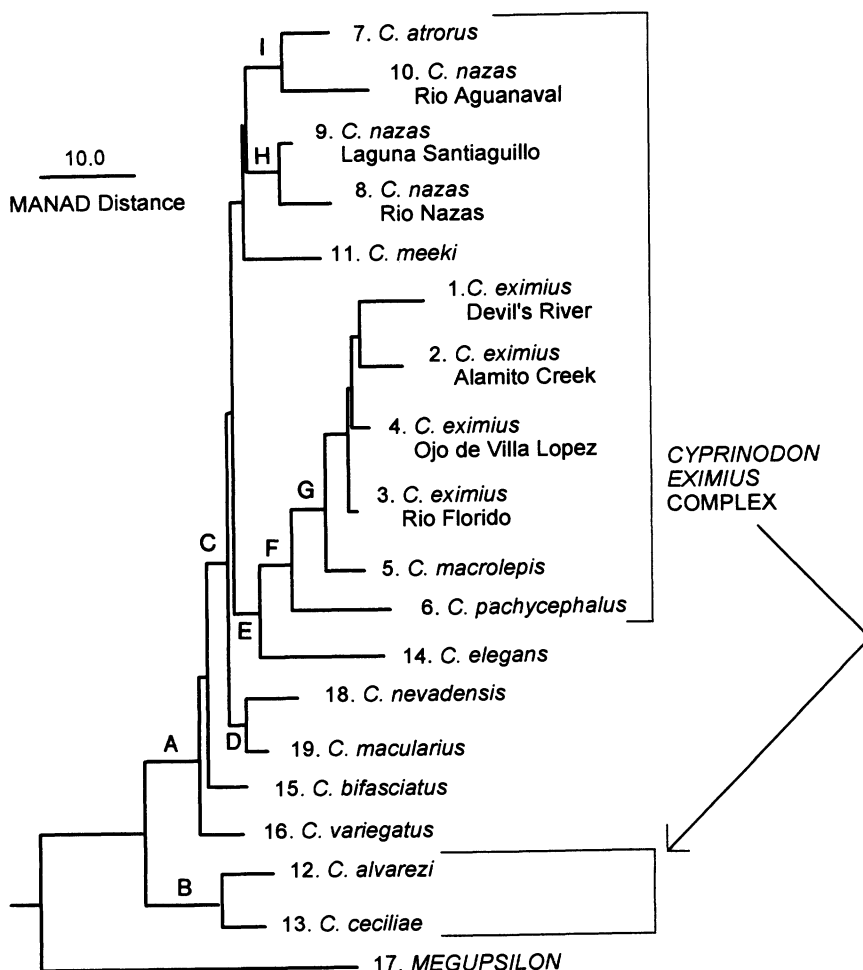 I
7. C. atrorus
10. C. nazas
Rio Aguanaval
9. C. nazas
H
Laguna Santiaguillo
10.0
8. C. nazas
MANAD Distance
Rio Nazas
11. C. meeki
1.C. eximius
Devil's River
2. C. eximius
Alamito Creek
4. C. eximius
Ojo de Villa Lopez
CYPRINODON
EXIMIUS
COMPLEX
G
3. C. eximius
Rio Florido
C
F
5. C. macrolepis
6. C. pachycephalus
E
14. C. elegans
18. C. nevadensis
D
A
19. C. macularius
15. C. bifasciatus
16. C. variegatus
12. C. alvarezi
B
13. C. ceciliae
17. MEGUPSILON